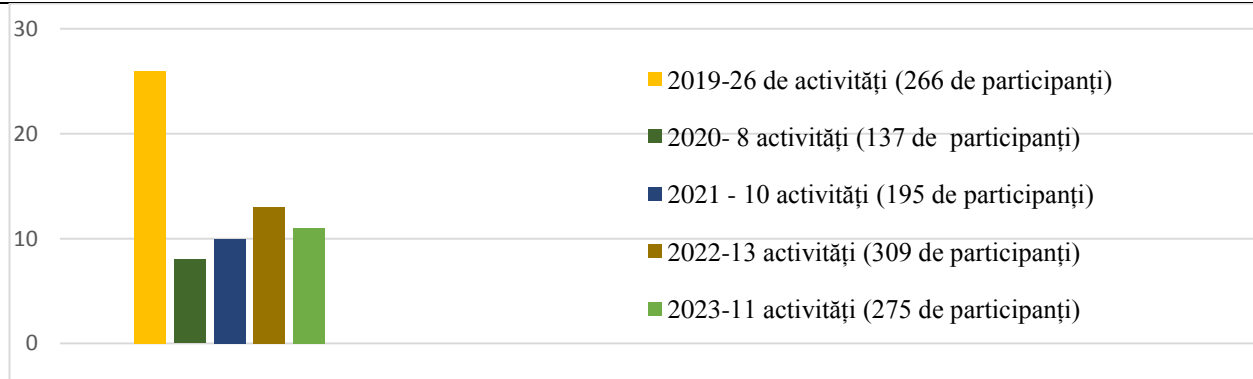 30
20
10
0
2019-26 de activități (266 de participanți)
2020- 8 activități (137 de  participanți)
2021 - 10 activități (195 de participanți)
2022-13 activități (309 de participanți)
2023-11 activități (275 de participanți)